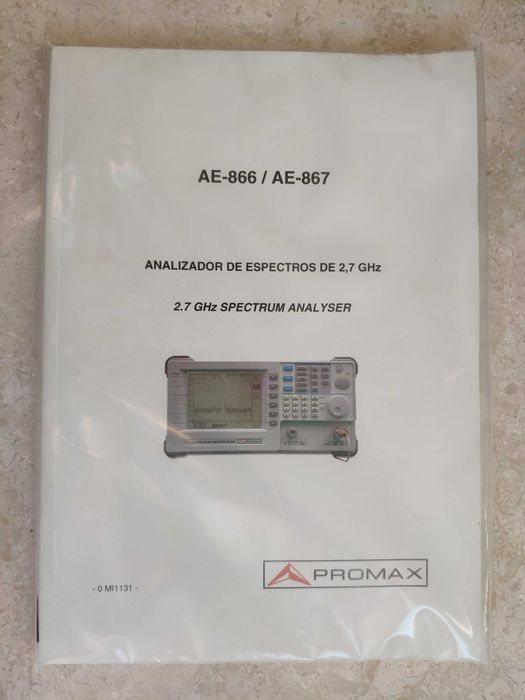 AE-866 / AE-867
ANALIZADOR DE ESPECTROS DE 2,7 GHz
2.7 GHz SPECTRUM ANALYSER
- 0 MI1131 -
PROMAX